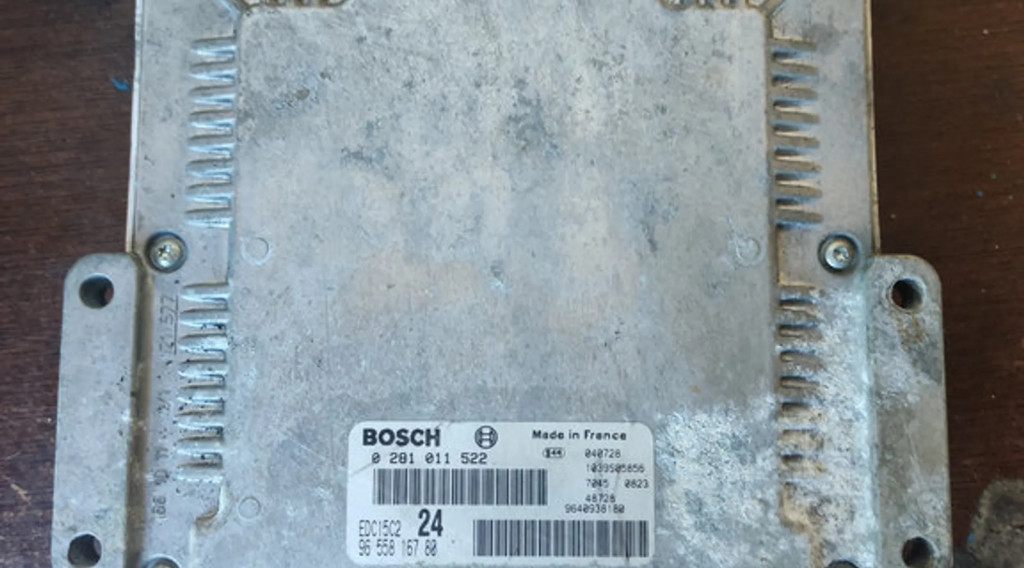 BOSCH
Made in France
0 281 011 522
040728
1039S05856
7045 0823
48728
9640938180
EDC15C2 24
96 558 167 80